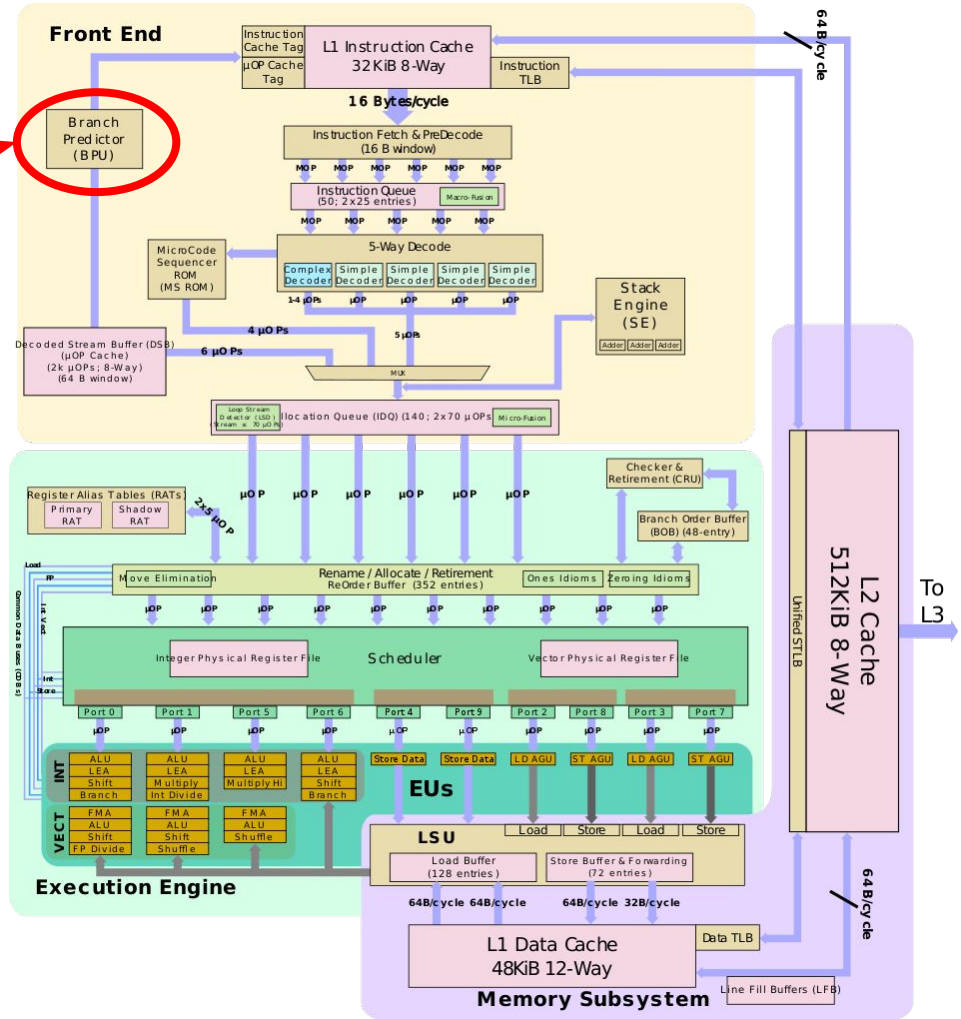 Front End
Instruction
Cache Tag
µOP Cache
Tag
L1 Instruction Cache
32KiB 8-Way
Instruction
TLB
64B/cycle
16 Bytes/cycle
Branch
Predictor
(BPU)
Instruction Fetch & PreDecode
(16 B window)
MOP MOP MOP MOP MOP MOP
Instruction Queue
(50; 2x25 entries)
Macro-Fusion
MOP MOP MOP MOP MOP
5-Way Decode
Complex
Decoder
Simple
Decoder
Simple
Decoder
Simple
Decoder
Simple
Decoder
1-4 µOPs µOP µOP µOP µOP
MicroCode
Sequencer
ROM
(MS ROM)
Stack
Engine
(SE)
Adder Adder Adder
4 µOPs
5 µOPs
Decoded Stream Buffer (DSB)
(µOP Cache)
(2k µOPs; 8-Way)
(64 B window)
6 µOPs
MUX
Loop Stream
Detector (LSD)
(Stream ≤ 70 µOPs)
llocation Queue (IDQ) (140; 2x70 µOPs
Micro-Fusion
µOP µOP µOP µOP µOP µOP
Register Alias Tables (RATs)
Primary
RAT
Shadow
RAT
2x5 µOP
Checker &
Retirement (CRU)
Branch Order Buffer
(BOB) (48-entry)
Load
FP
Common Data Buses (CDBs)
Int Vect
Int
Store
Move Elimination
Rename / Allocate / Retirement
ReOrder Buffer (352 entries)
Ones Idioms
Zeroing Idioms
µOP µOP µOP µOP µOP µOP µOP µOP
Integer Physical Register File
Scheduler
Vector Physical Register File
Port 0 Port 1 Port 5 Port 6 Port 4 Port 9 Port 2 Port 8 Port 3 Port 7
µOP µOP µOP µOP µOP µOP µOP µOP µOP µOP
INT
ALU
LEA
Shift
Branch
ALU
LEA
Multiply
Int Divide
ALU
LEA
MultiplyHi
ALU
LEA
Shift
Branch
Store Data
Store Data
LD AGU
ST AGU
LD AGU
ST AGU
EUs
VECT
FMA
ALU
Shift
FP Divide
FMA
ALU
Shift
Shuffle
FMA
ALU
Shuffle
Execution Engine
LSU
Load Store Load Store
Load Buffer
(128 entries)
Store Buffer & Forwarding
(72 entries)
64B/cycle 64B/cycle 64B/cycle 32B/cycle
L1 Data Cache
48KiB 12-Way
Data TLB
Line Fill Buffers (LFB)
Memory Subsystem
64B/cycle
Unified STLB
L2 Cache
512KiB 8-Way
To
L3